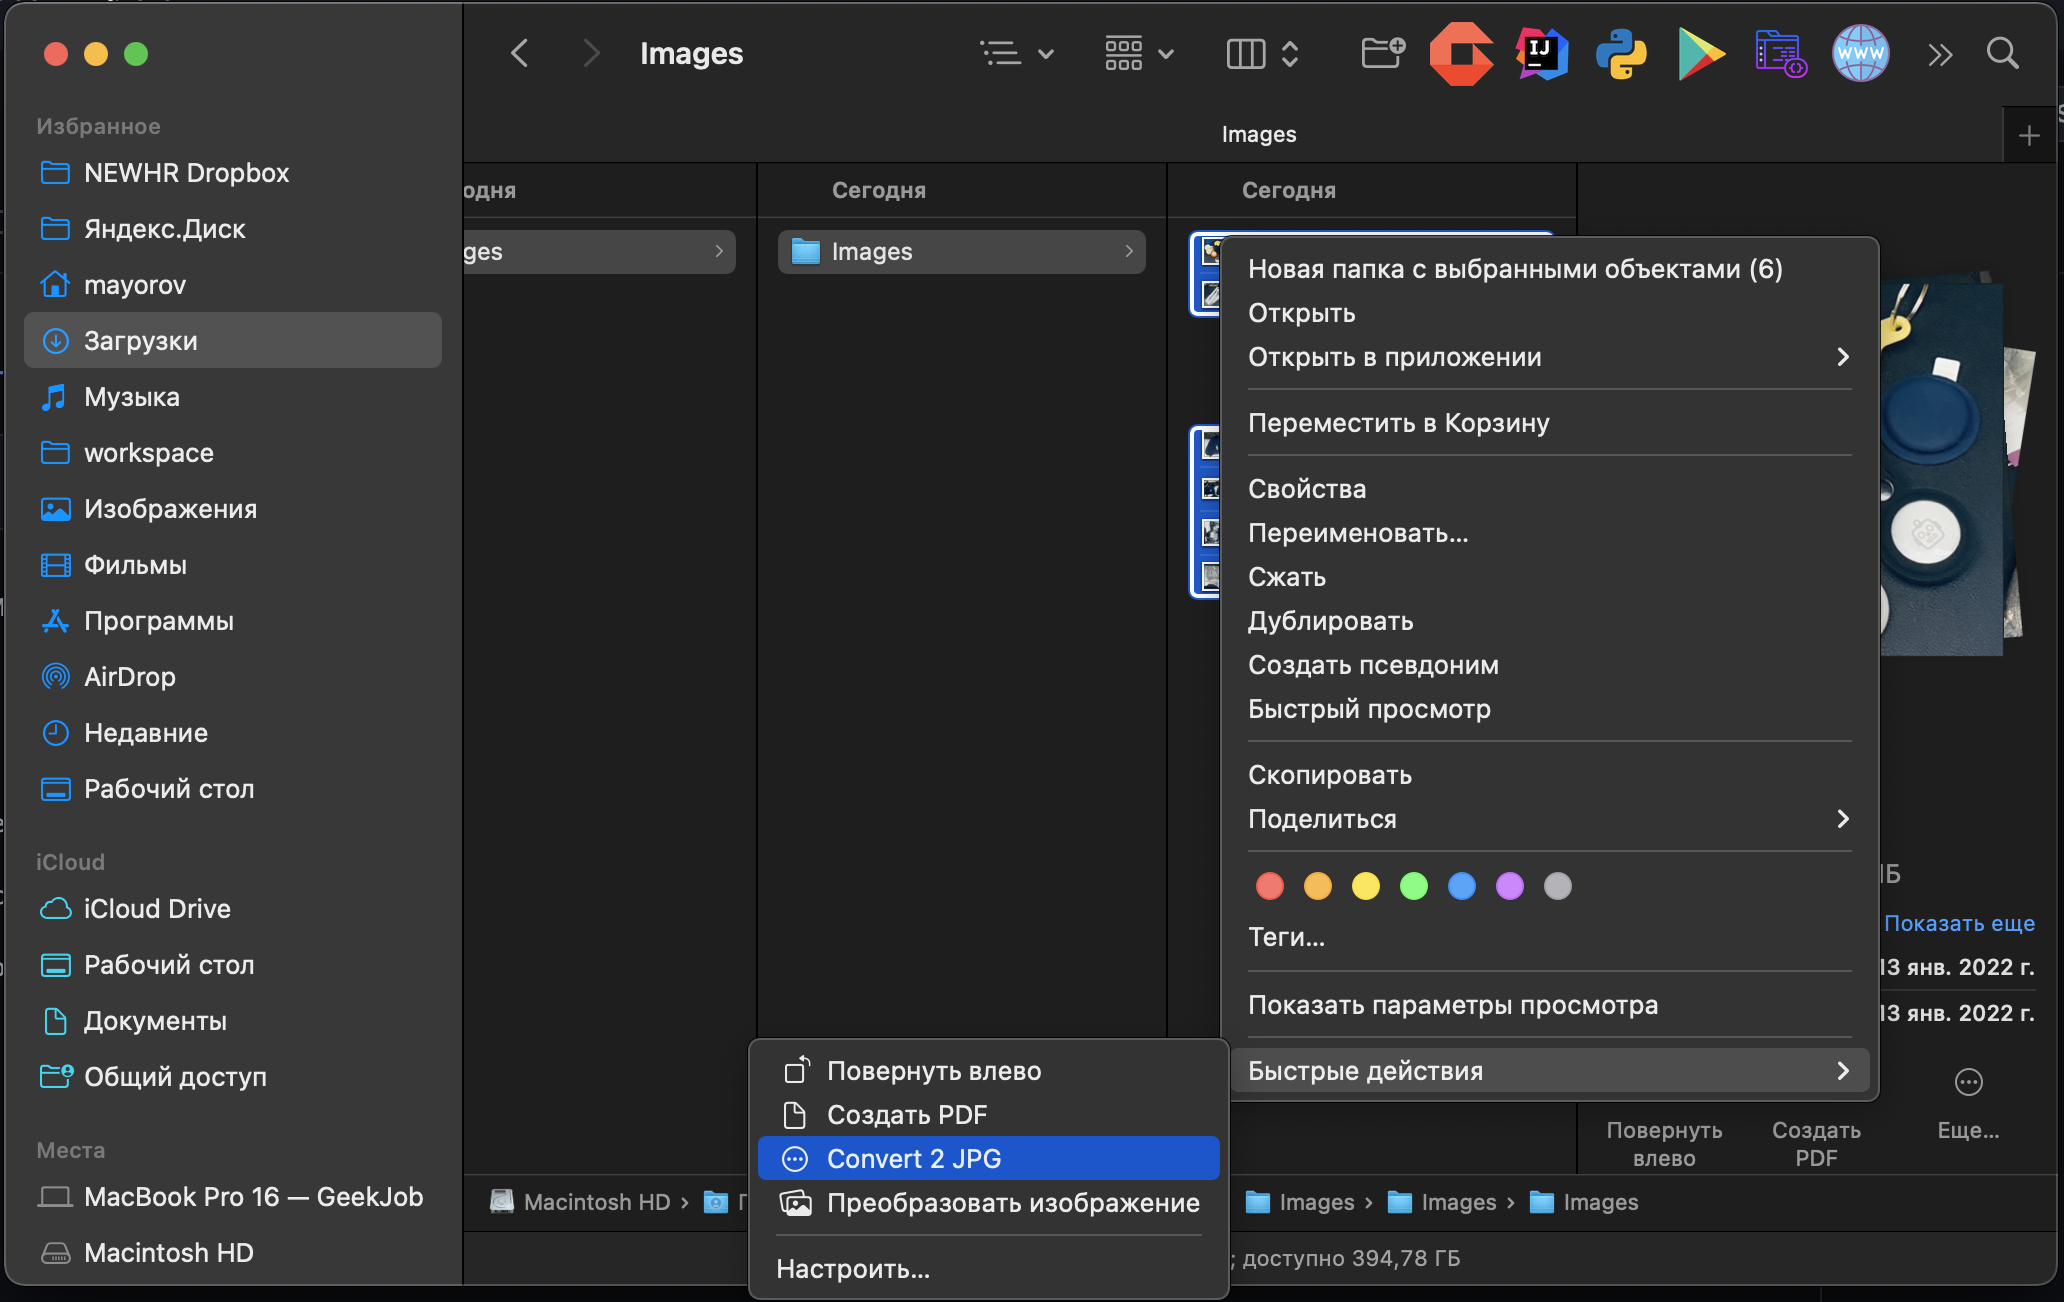 Images
IJ
WWW
Images
Избранное
NEWHR Dropbox
Яндекс.Диск
mayorov
Загрузки
Музыка
workspace
Изображения
Фильмы
Программы
AirDrop
Недавние
Рабочий стол
iCloud
iCloud Drive
Рабочий стол
Документы
Общий доступ
Места
MacBook Pro 16 — GeekJob
Macintosh HD
одня
ges
Сегодня
Images
Сегодня
Новая папка с выбранными объектами (6)
Открыть
Открыть в приложении
Переместить в Корзину
Свойства
Переименовать...
Сжать
Дублировать
Создать псевдоним
Быстрый просмотр
Скопировать
Поделиться
Теги...
Показать параметры просмотра
Быстрые действия
Повернуть влево
Создать PDF
Convert 2 JPG
Преобразовать изображение
Настроить...
Показать еще
13 янв. 2022 г.
13 янв. 2022 г.
Повернуть влево
Создать PDF
Еще...
Macintosh HD
Images
Images
Images
; доступно 394,78 ГБ